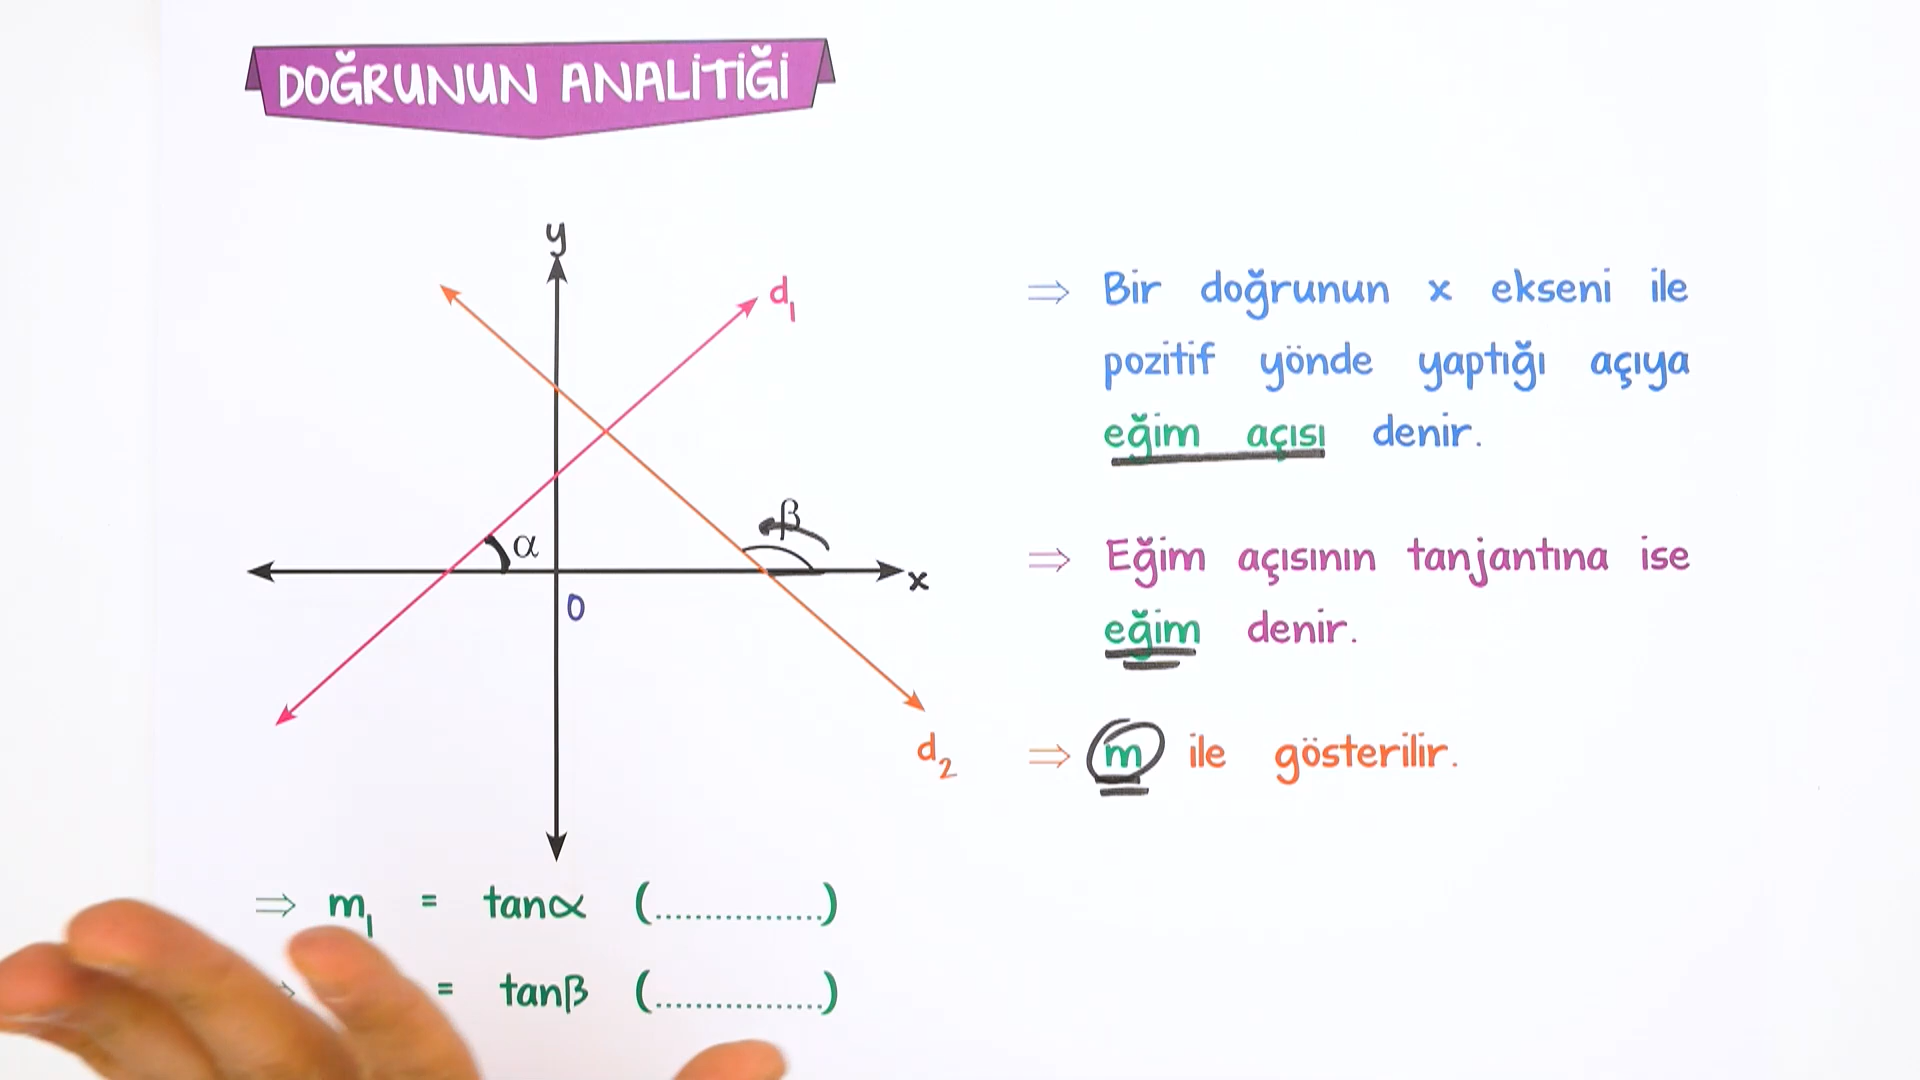 DOĞRUNUN ANALİTİĞİ
y
d1
⇒ Bir doğrunun x ekseni ile
pozitif yönde yaptığı açıya
eğim açısı denir.
β
α
x
0
⇒ Eğim açısının tanjantına ise
eğim denir.
d2
⇒ m ile gösterilir.
⇒ m1 = tanα (................)
= tanβ (................)